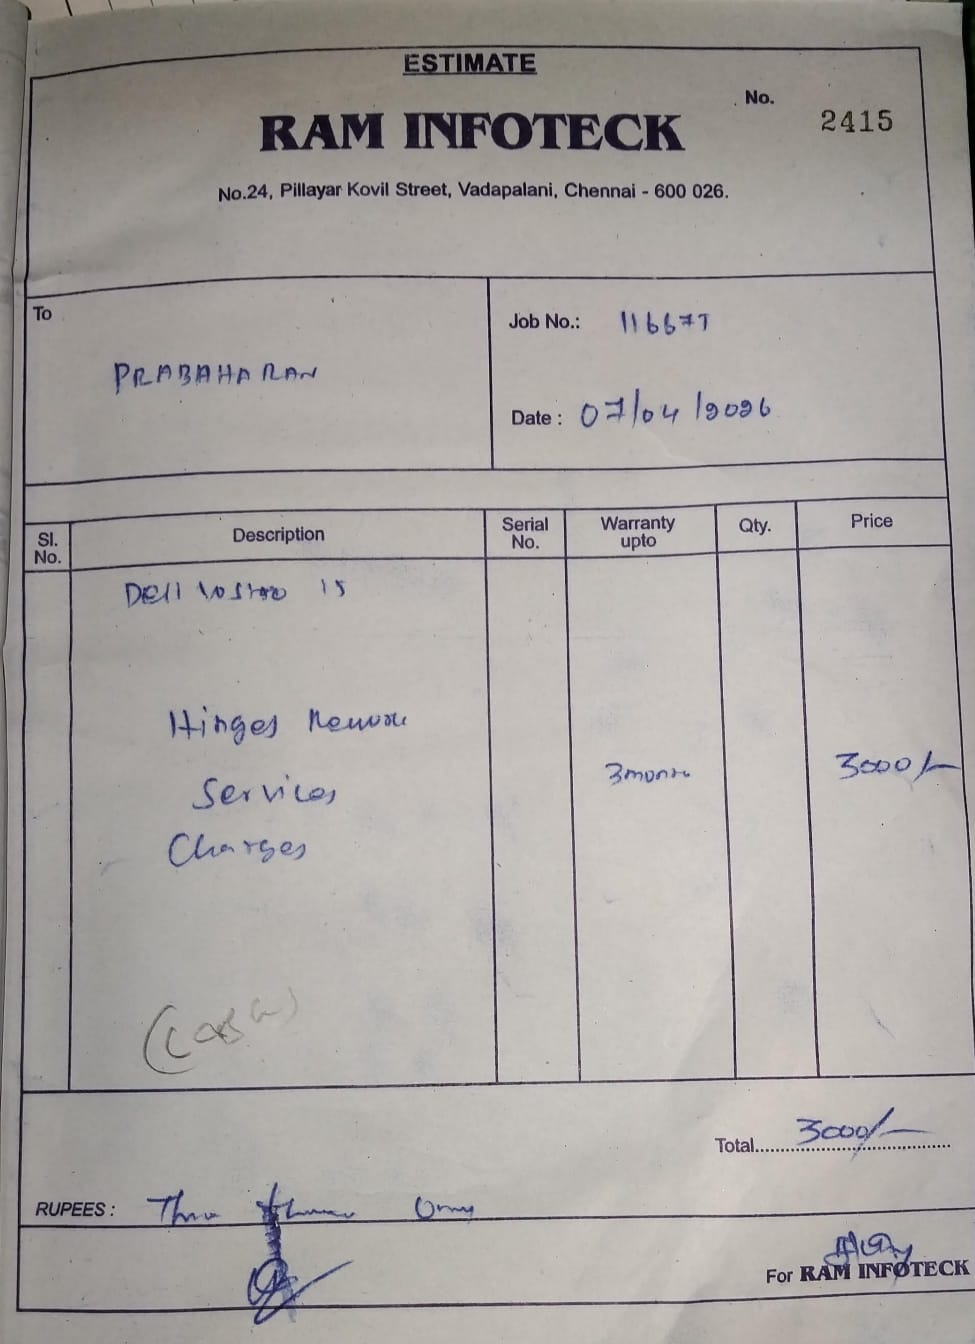 ESTIMATE
No.
2415
RAM INFOTECK
No.24, Pillayar Kovil Street, Vadapalani, Chennai - 600 026.
To
PRABAHARAN
Job No.: 116677
Date : 07/04/2026
Sl. No.
Description
Serial No.
Warranty upto
Qty.
Price
Dell Vostro 15
Hinges
Services
Charges
3 month
3000/-
(Cash)
Total 3000/-
RUPEES : Three thousand Only
For RAM INFOTECK